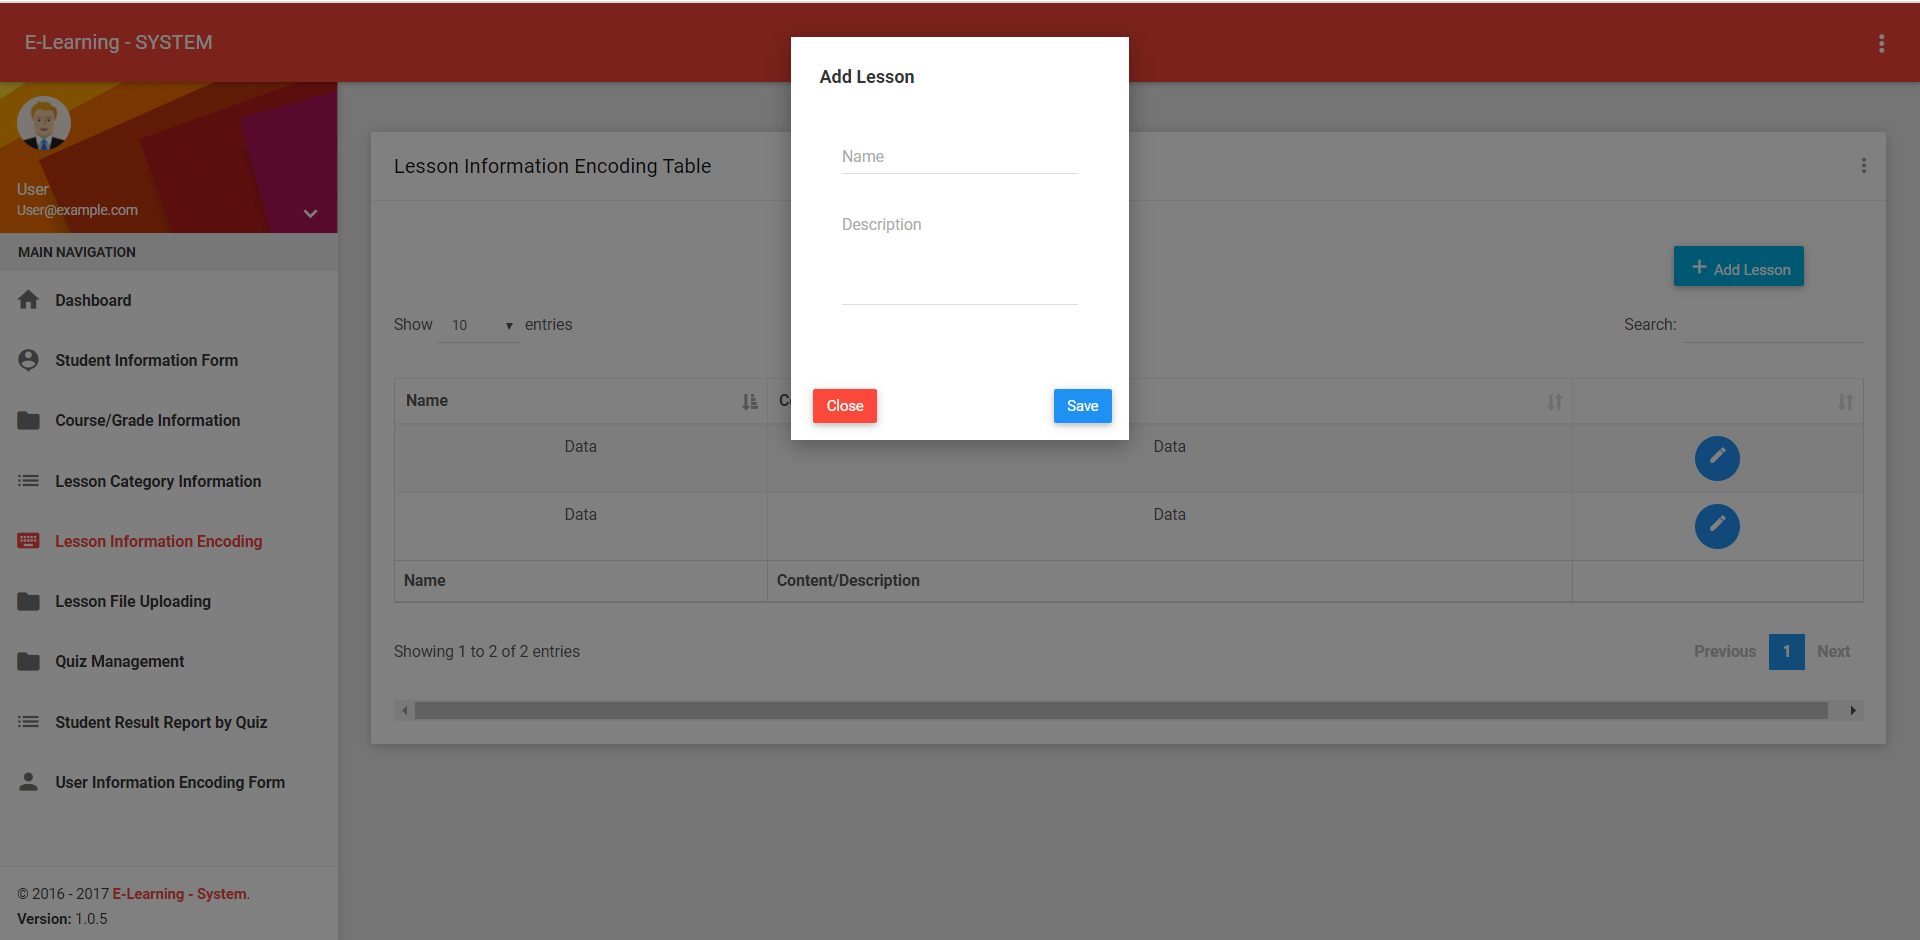 E-Learning - SYSTEM
User
User@example.com
MAIN NAVIGATION
Dashboard
Student Information Form
Course/Grade Information
Lesson Category Information
Lesson Information Encoding
Lesson File Uploading
Quiz Management
Student Result Report by Quiz
User Information Encoding Form
© 2016 - 2017 E-Learning - System.
Version: 1.0.5
Lesson Information Encoding Table
Add Lesson
Show 10 entries
Search:
Name
Data Data
Data Data
Name Content/Description
Showing 1 to 2 of 2 entries
Previous 1 Next
Add Lesson
Name
Description
Close Save